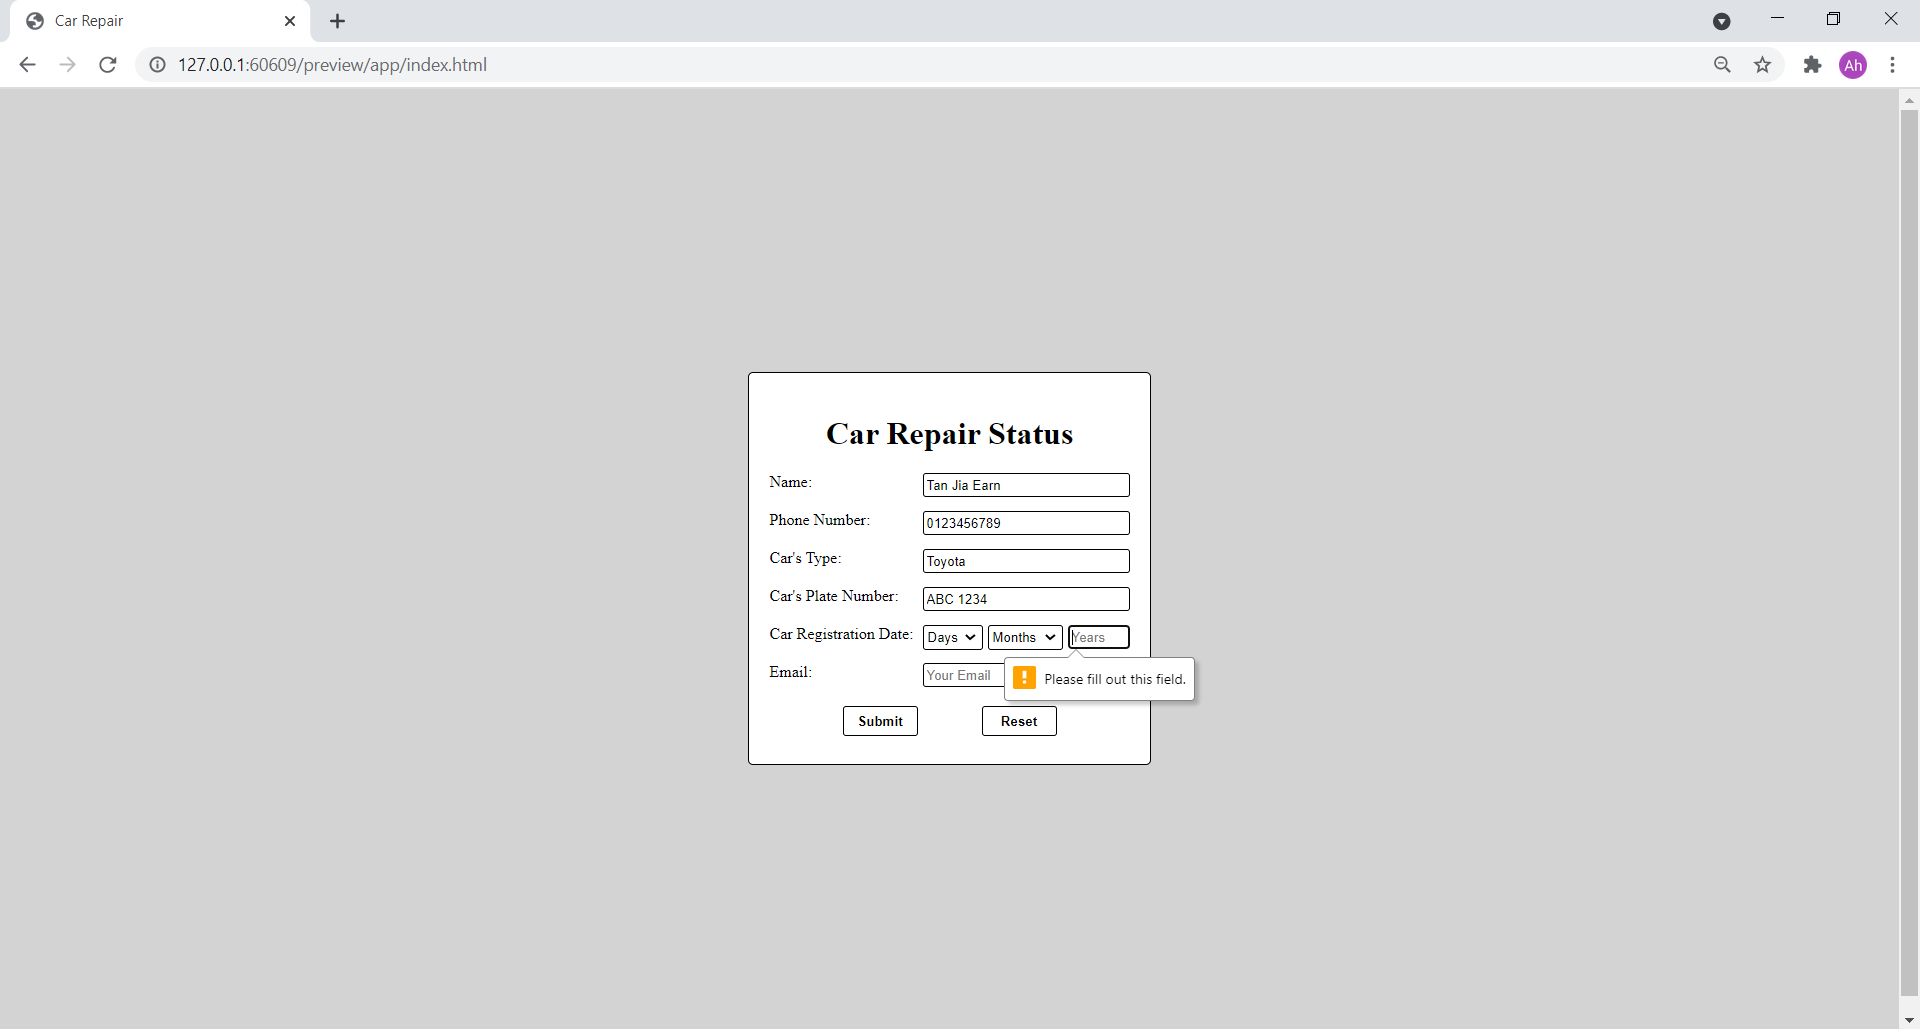 Car Repair
127.0.0.1:60609/preview/app/index.html
Ah
Car Repair Status
Name: Tan Jia Earn
Phone Number: 0123456789
Car's Type: Toyota
Car's Plate Number: ABC 1234
Car Registration Date: Days Months Years
Email: Your Email
! Please fill out this field.
Submit Reset